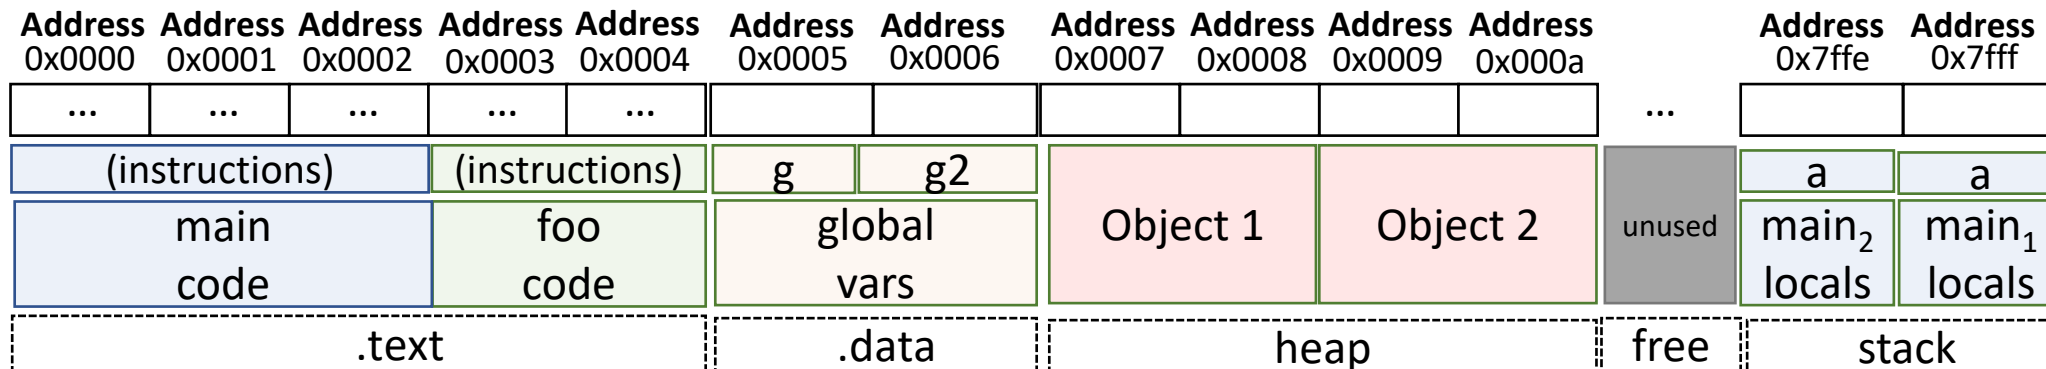 Address Address Address Address Address Address Address Address Address Address Address Address Address
0x0000 0x0001 0x0002 0x0003 0x0004 0x0005 0x0006 0x0007 0x0008 0x0009 0x000a 0x7ffe 0x7fff
... ... ... ... ... ...
(instructions) (instructions) g g2 a a
main foo global Object 1 Object 2 unused main₂ main₁
code code vars locals locals
.text .data heap free stack